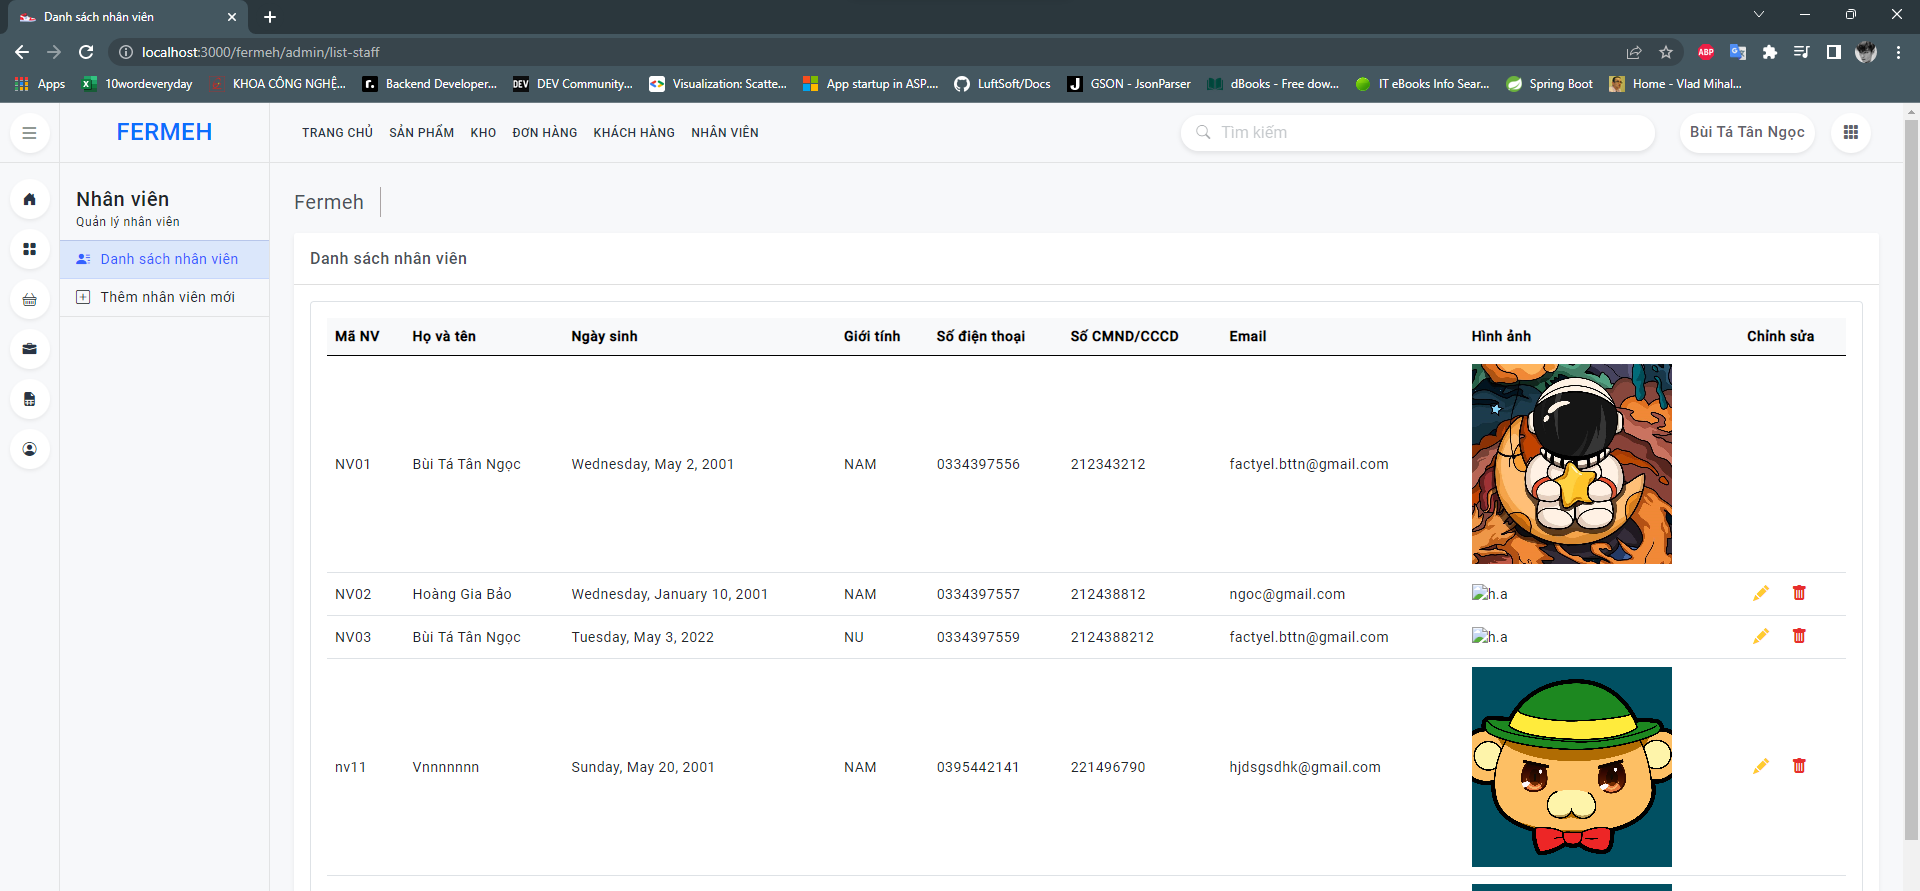 Danh sách nhân viên
localhost:3000/fermeh/admin/list-staff
ABP
Apps 10wordeveryday KHOA CÔNG NGHỆ... Backend Developer... DEV DEV Community... Visualization: Scatte... App startup in ASP.... LuftSoft/Docs J GSON - JsonParser dBooks - Free dow... IT eBooks Info Sear... Spring Boot Home - Vlad Mihal...
FERMEH
TRANG CHỦ SẢN PHẨM KHO ĐƠN HÀNG KHÁCH HÀNG NHÂN VIÊN
Tìm kiếm
Bùi Tá Tân Ngọc
Nhân viên
Quản lý nhân viên
Danh sách nhân viên
Thêm nhân viên mới
Fermeh
Danh sách nhân viên
Mã NV Họ và tên Ngày sinh Giới tính Số điện thoại Số CMND/CCCD Email Hình ảnh Chỉnh sửa
NV01 Bùi Tá Tân Ngọc Wednesday, May 2, 2001 NAM 0334397556 212343212 factyel.bttn@gmail.com
NV02 Hoàng Gia Bảo Wednesday, January 10, 2001 NAM 0334397557 212438812 ngoc@gmail.com h.a
NV03 Bùi Tá Tân Ngọc Tuesday, May 3, 2022 NU 0334397559 2124388212 factyel.bttn@gmail.com h.a
nv11 Vnnnnnnn Sunday, May 20, 2001 NAM 0395442141 221496790 hjdsgsdhk@gmail.com